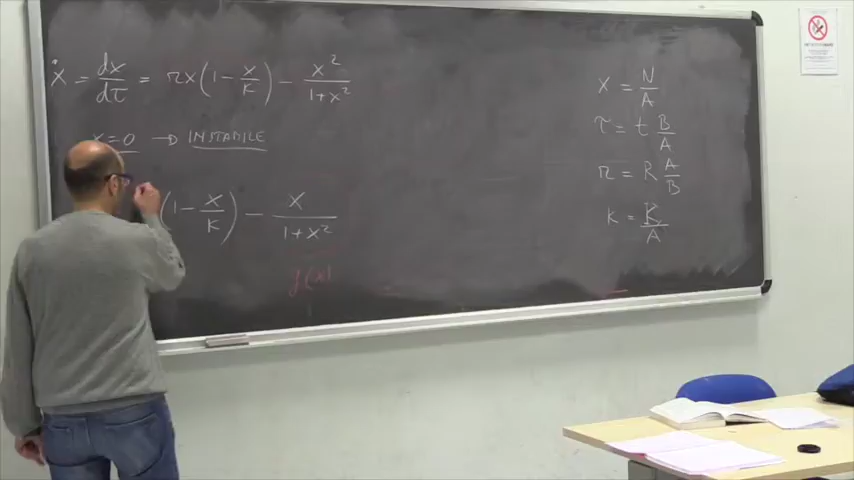 ẋ = dx/dτ = rx(1 - x/k) - x²/(1+x²)
x=0 → INSTABILE
(1 - x/k) - x/(1+x²)
g(x)
x = N/A
τ = t B/A
r = R A/B
k = K/A